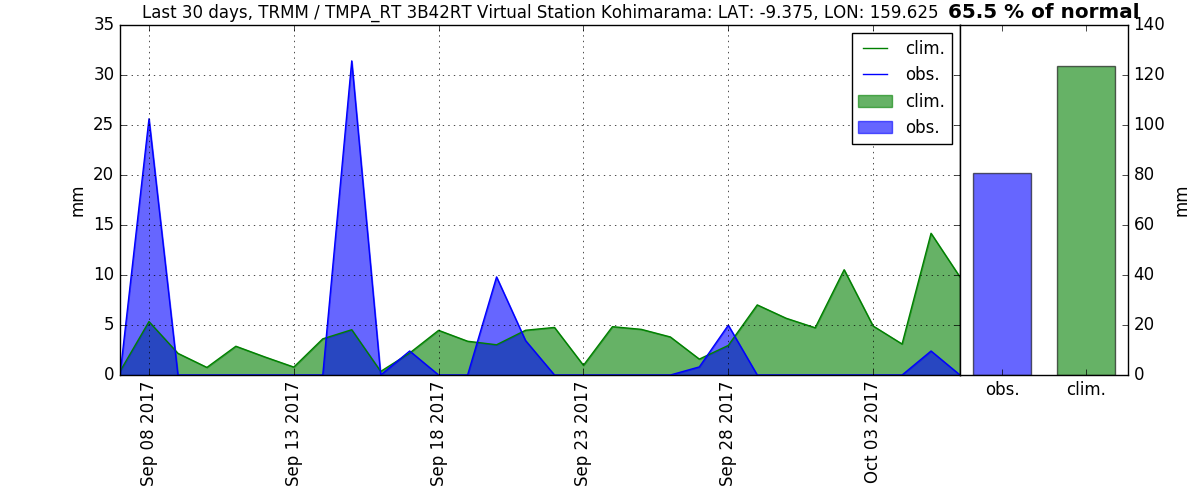 Last 30 days, TRMM / TMPA_RT 3B42RT Virtual Station Kohimarama: LAT: -9.375, LON: 159.625
65.5 % of normal
35
30
25
20
15
10
5
0
mm
clim.
obs.
clim.
obs.
Sep 08 2017
Sep 13 2017
Sep 18 2017
Sep 23 2017
Sep 28 2017
Oct 03 2017
140
120
100
80
60
40
20
0
mm
obs.
clim.